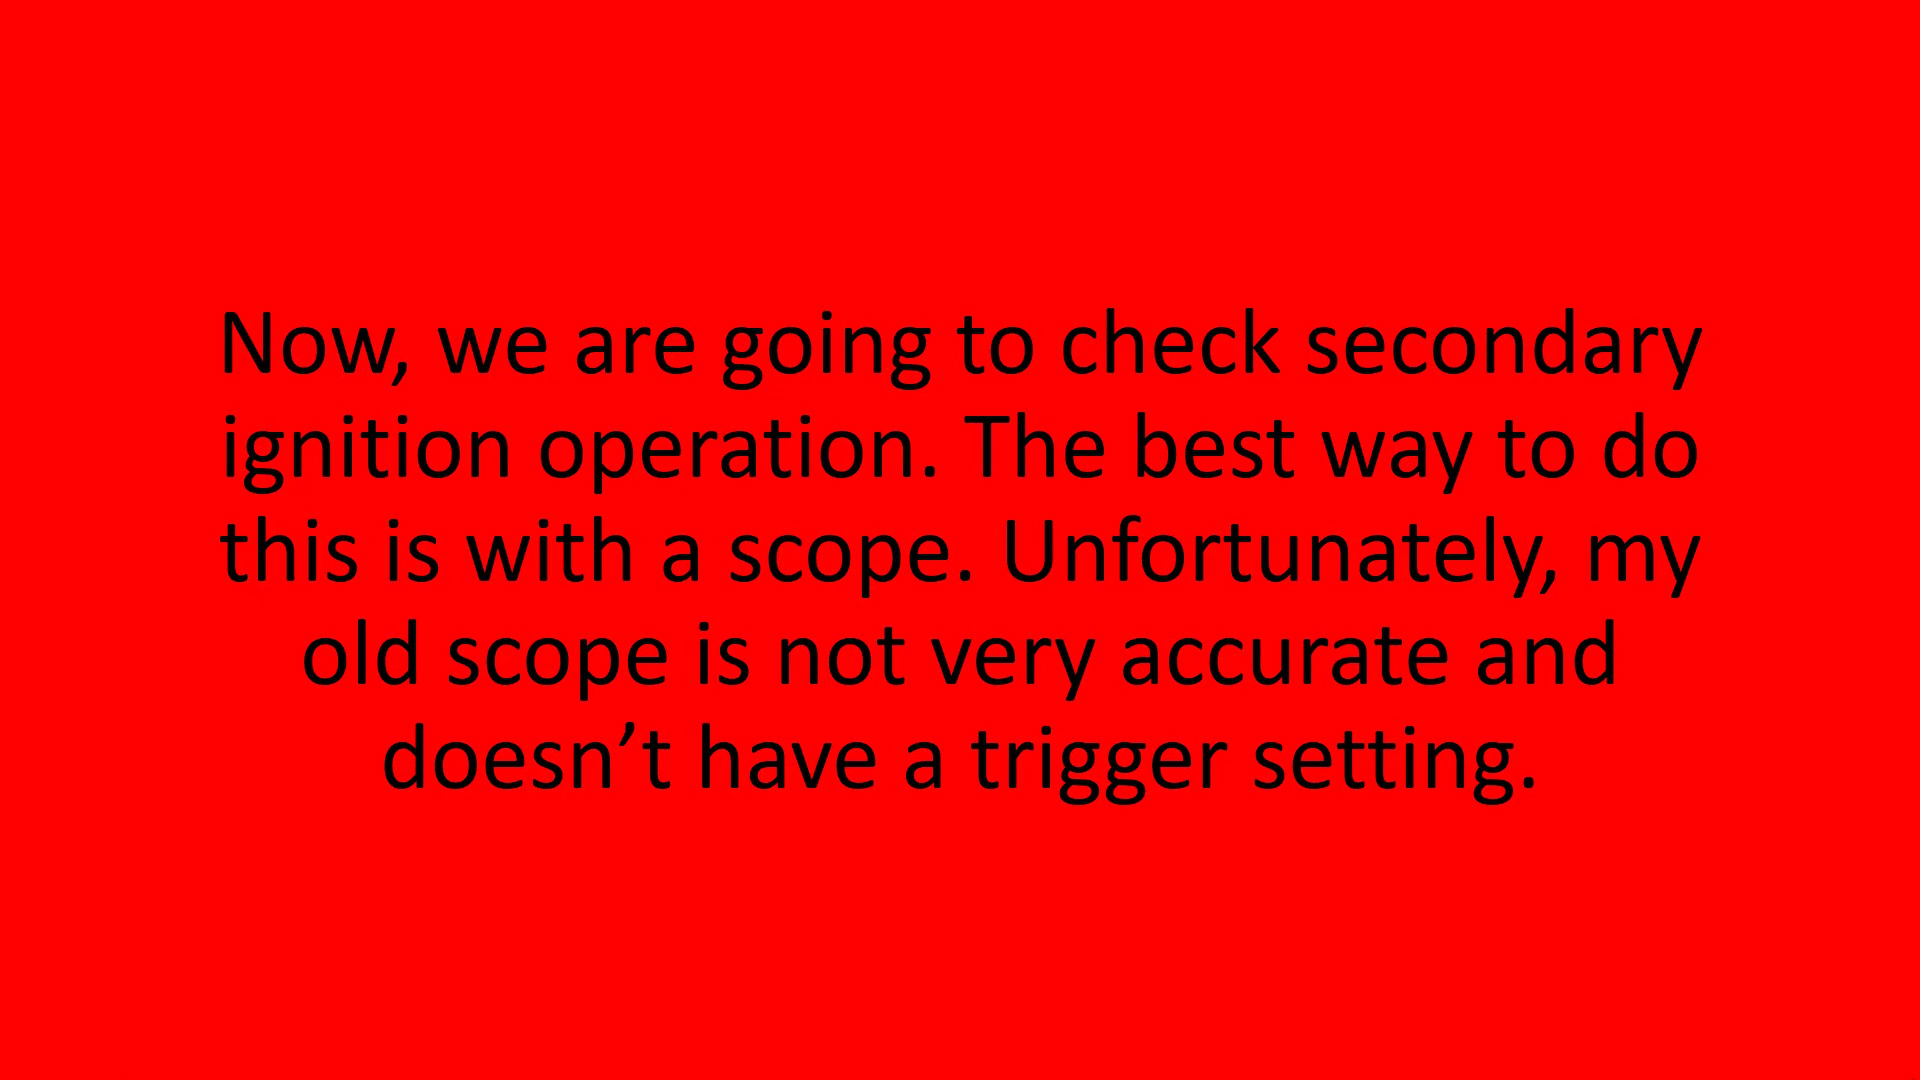 Now, we are going to check secondary
ignition operation. The best way to do
this is with a scope. Unfortunately, my
old scope is not very accurate and
doesn’t have a trigger setting.